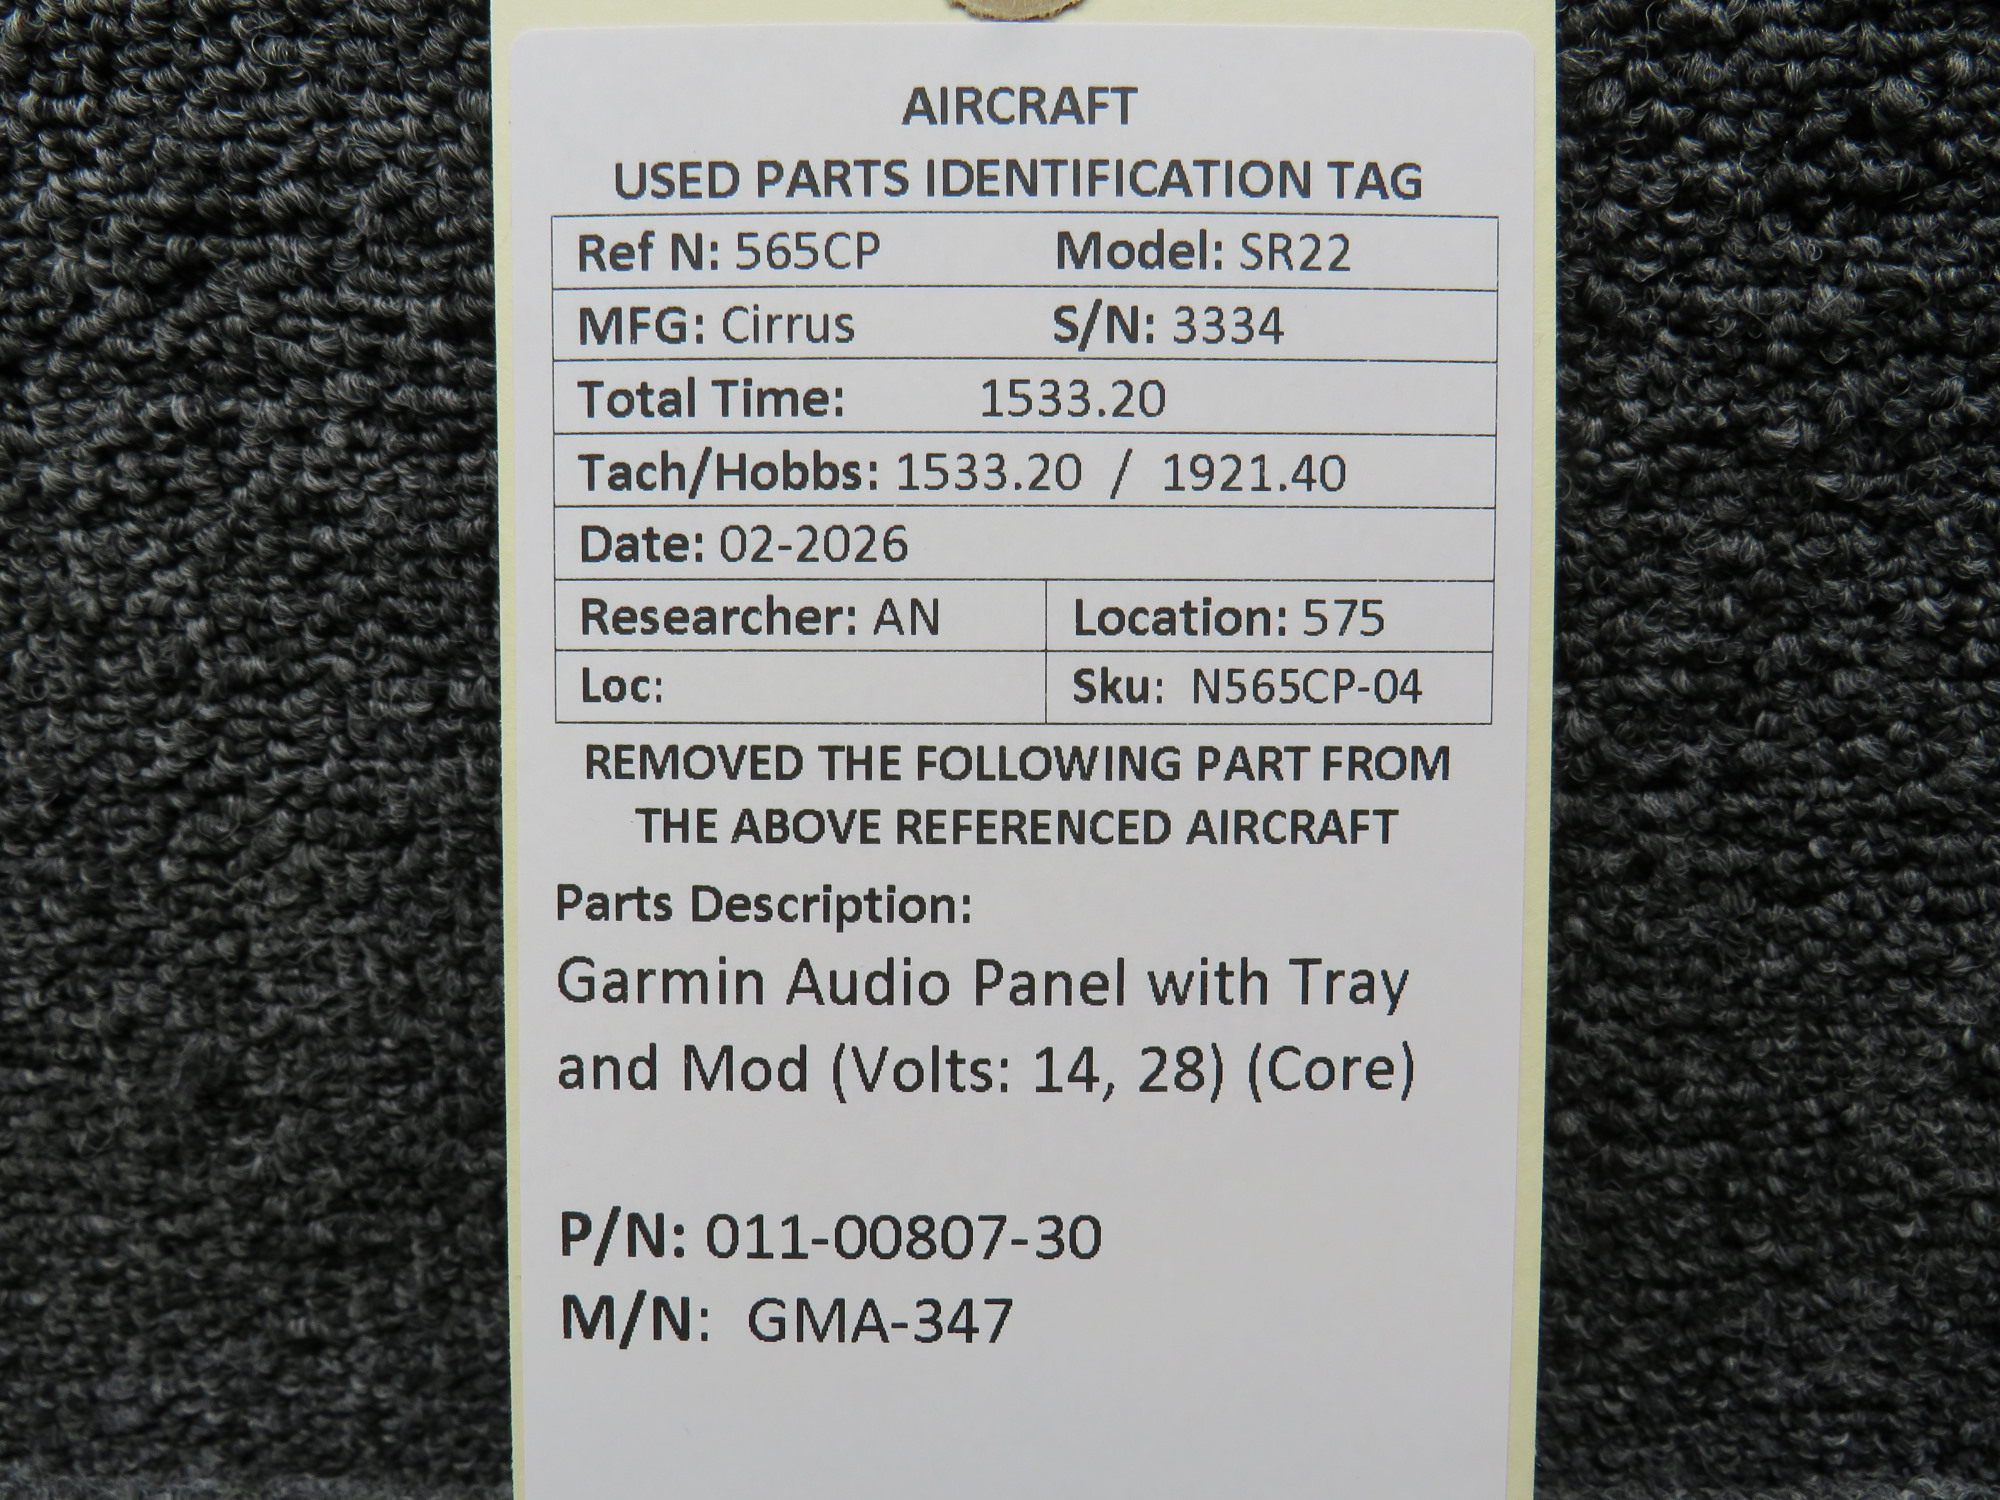 AIRCRAFT
USED PARTS IDENTIFICATION TAG
Ref N: 565CP Model: SR22
MFG: Cirrus S/N: 3334
Total Time: 1533.20
Tach/Hobbs: 1533.20 / 1921.40
Date: 02-2026
Researcher: AN Location: 575
Loc: Sku: N565CP-04
REMOVED THE FOLLOWING PART FROM
THE ABOVE REFERENCED AIRCRAFT
Parts Description:
Garmin Audio Panel with Tray
and Mod (Volts: 14, 28) (Core)
P/N: 011-00807-30
M/N: GMA-347